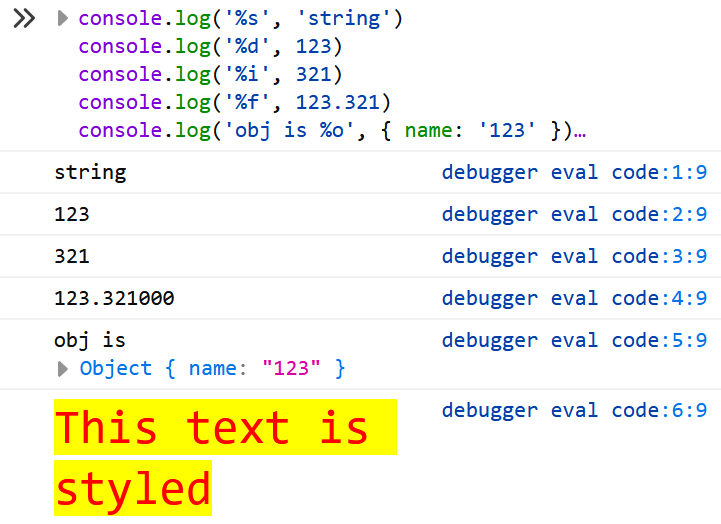 console.log('%s', 'string')
console.log('%d', 123)
console.log('%i', 321)
console.log('%f', 123.321)
console.log('obj is %o', { name: '123' })…
string debugger eval code:1:9
123 debugger eval code:2:9
321 debugger eval code:3:9
123.321000 debugger eval code:4:9
obj is debugger eval code:5:9
Object { name: "123" }
This text is debugger eval code:6:9
styled